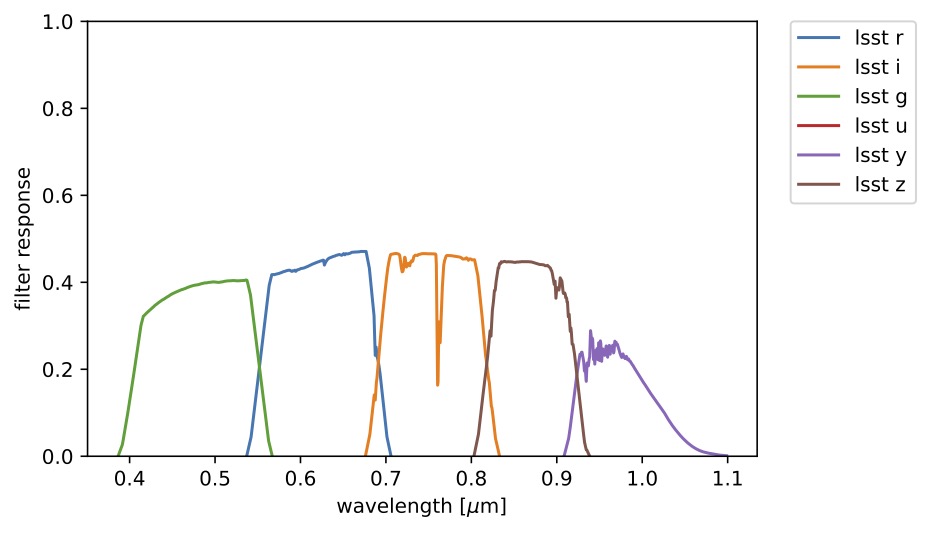 1.0
0.8
0.6
0.4
0.2
0.0
filter response
0.4 0.5 0.6 0.7 0.8 0.9 1.0 1.1
wavelength [μm]
lsst r
lsst i
lsst g
lsst u
lsst y
lsst z